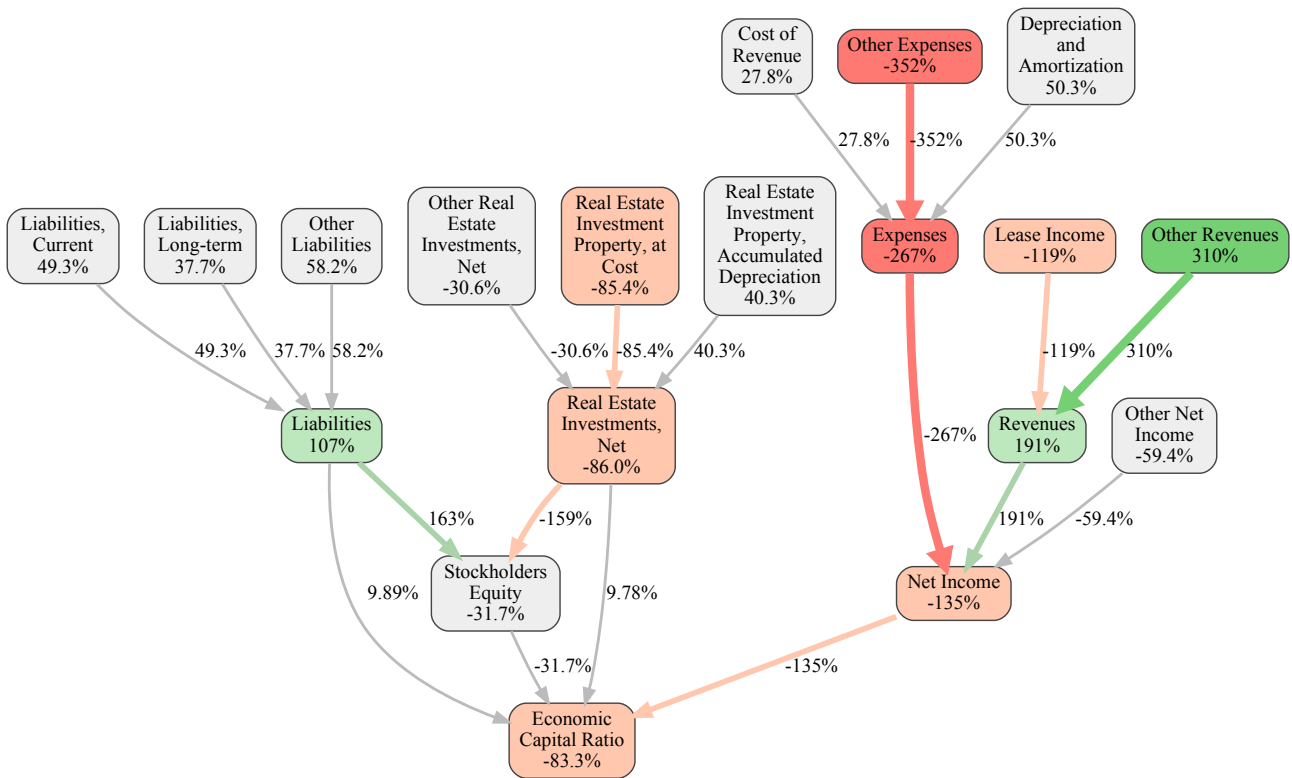 Cost of
Revenue
27.8%
Other Expenses
-352%
Depreciation
and
Amortization
50.3%
27.8%
-352%
50.3%
Liabilities,
Current
49.3%
Liabilities,
Long-term
37.7%
Other
Liabilities
58.2%
Other Real
Estate
Investments,
Net
-30.6%
Real Estate
Investment
Property, at
Cost
-85.4%
Real Estate
Investment
Property,
Accumulated
Depreciation
40.3%
Expenses
-267%
Lease Income
-119%
Other Revenues
310%
49.3%
37.7%
58.2%
-30.6%
-85.4%
40.3%
-119%
310%
Liabilities
107%
Real Estate
Investments,
Net
-86.0%
-267%
Revenues
191%
Other Net
Income
-59.4%
163%
-159%
191%
-59.4%
9.89%
Stockholders
Equity
-31.7%
9.78%
Net Income
-135%
-31.7%
-135%
Economic
Capital Ratio
-83.3%